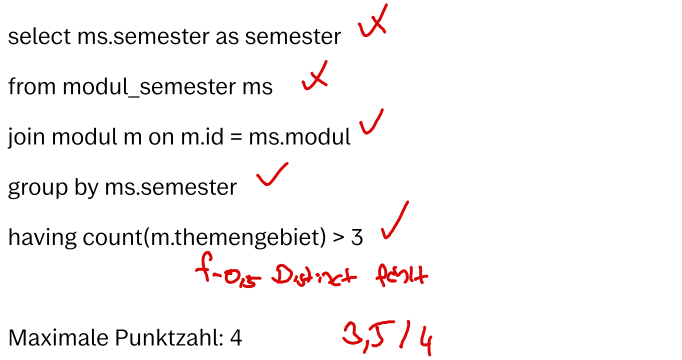 select ms.semester as semester
from modul_semester ms
join modul m on m.id = ms.modul
group by ms.semester
having count(m.themengebiet) > 3
f-0,5 Distinct fehlt
Maximale Punktzahl: 4 3,5/4